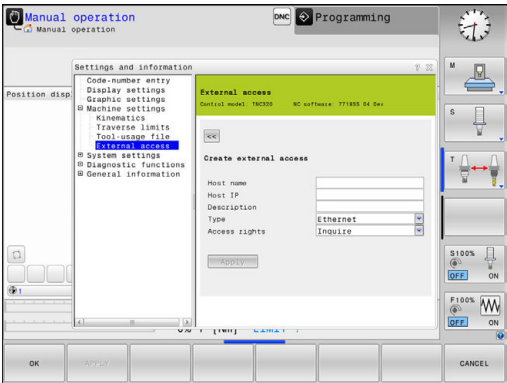 Manual operation
DNC
Programming
Manual operation
Settings and information
? 
Code-number entry
Display settings
Graphic settings
Machine settings
Kinematics
Traverse limits
Tool-usage file
External access
System settings
Diagnostic functions
General information
Position disp
External access
Control model: TNC320 NC software: 771855 04 Dev
<<
Create external access
Host name
Host IP
Description
Type Ethernet
Access rights Inquire
Apply
M
S
T
S100%
OFF ON
F100%
OFF ON
1
OK
APPLY
CANCEL